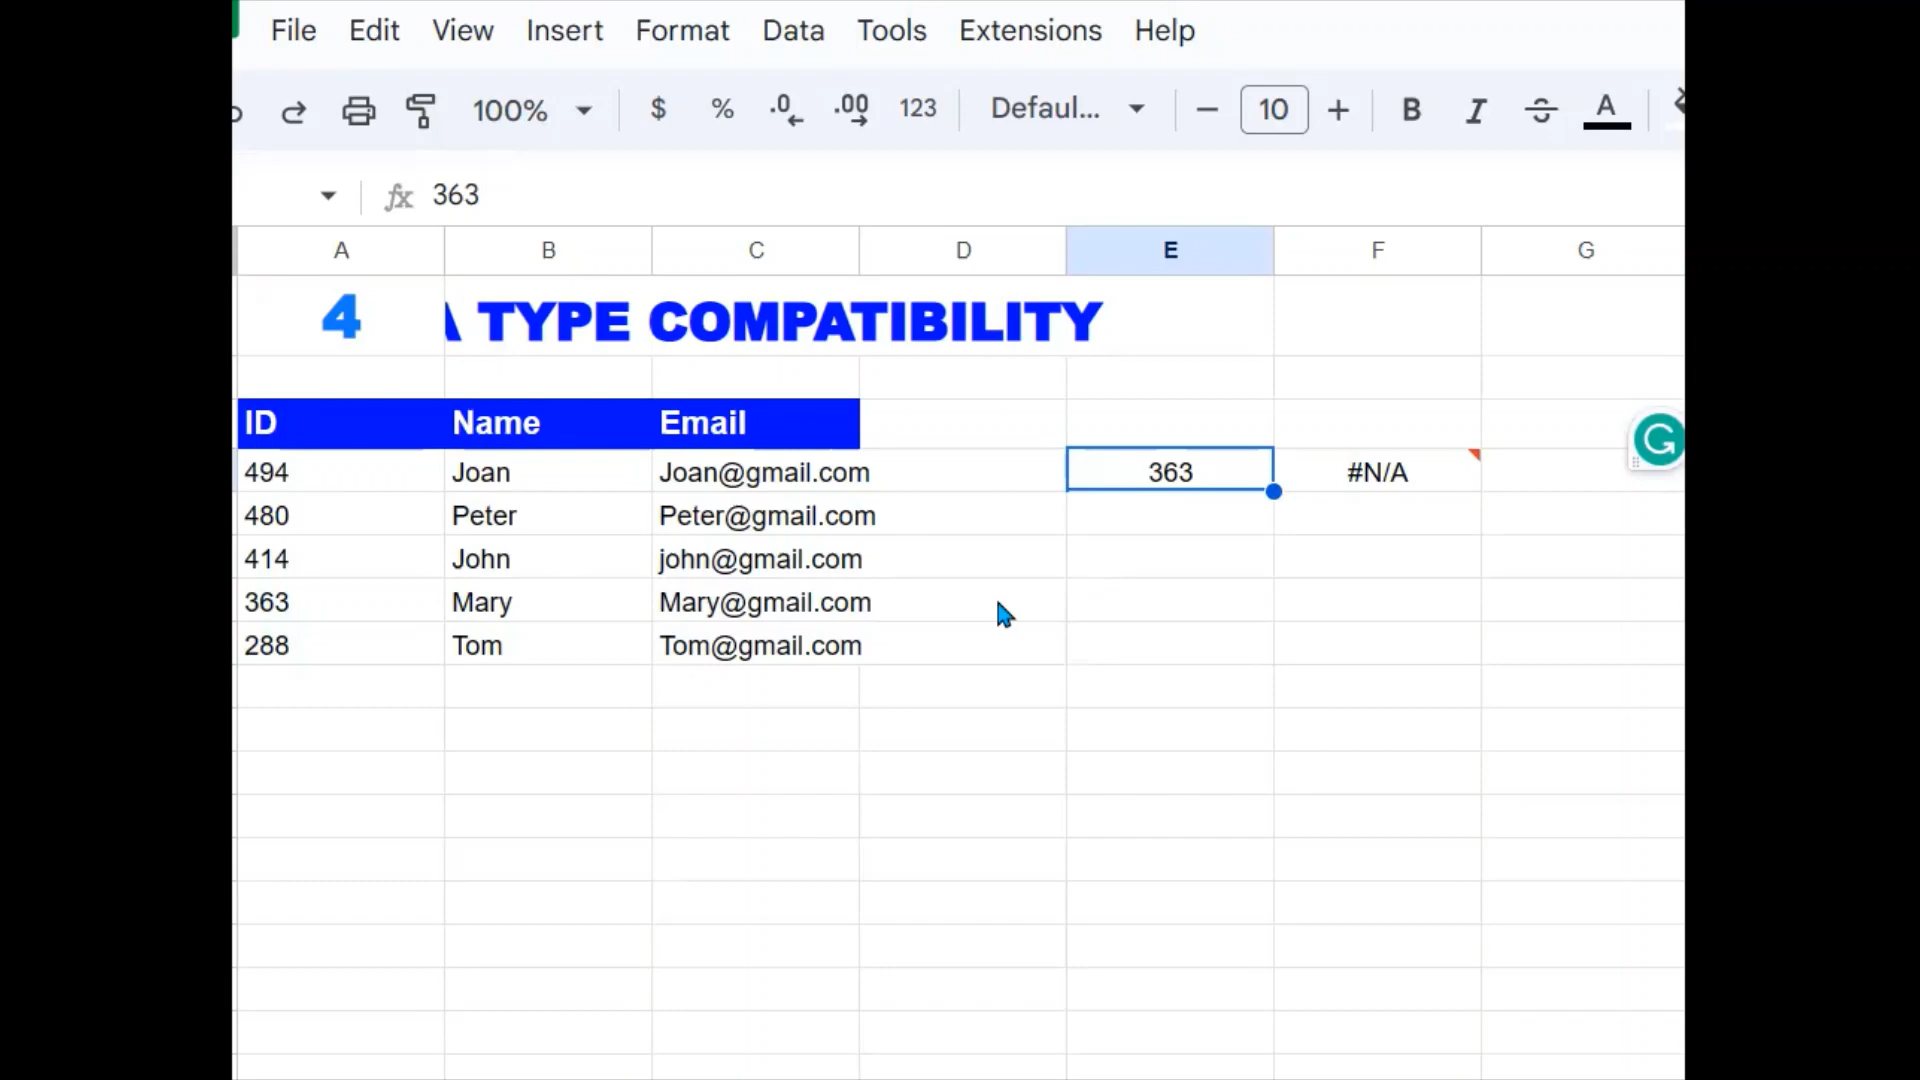 File Edit View Insert Format Data Tools Extensions Help
100% $ % .0 .00 123 Defaul... 10 B I S A
fx 363
A B C D E F G
4 A TYPE COMPATIBILITY
ID Name Email
494 Joan Joan@gmail.com 363 #N/A
480 Peter Peter@gmail.com
414 John john@gmail.com
363 Mary Mary@gmail.com
288 Tom Tom@gmail.com